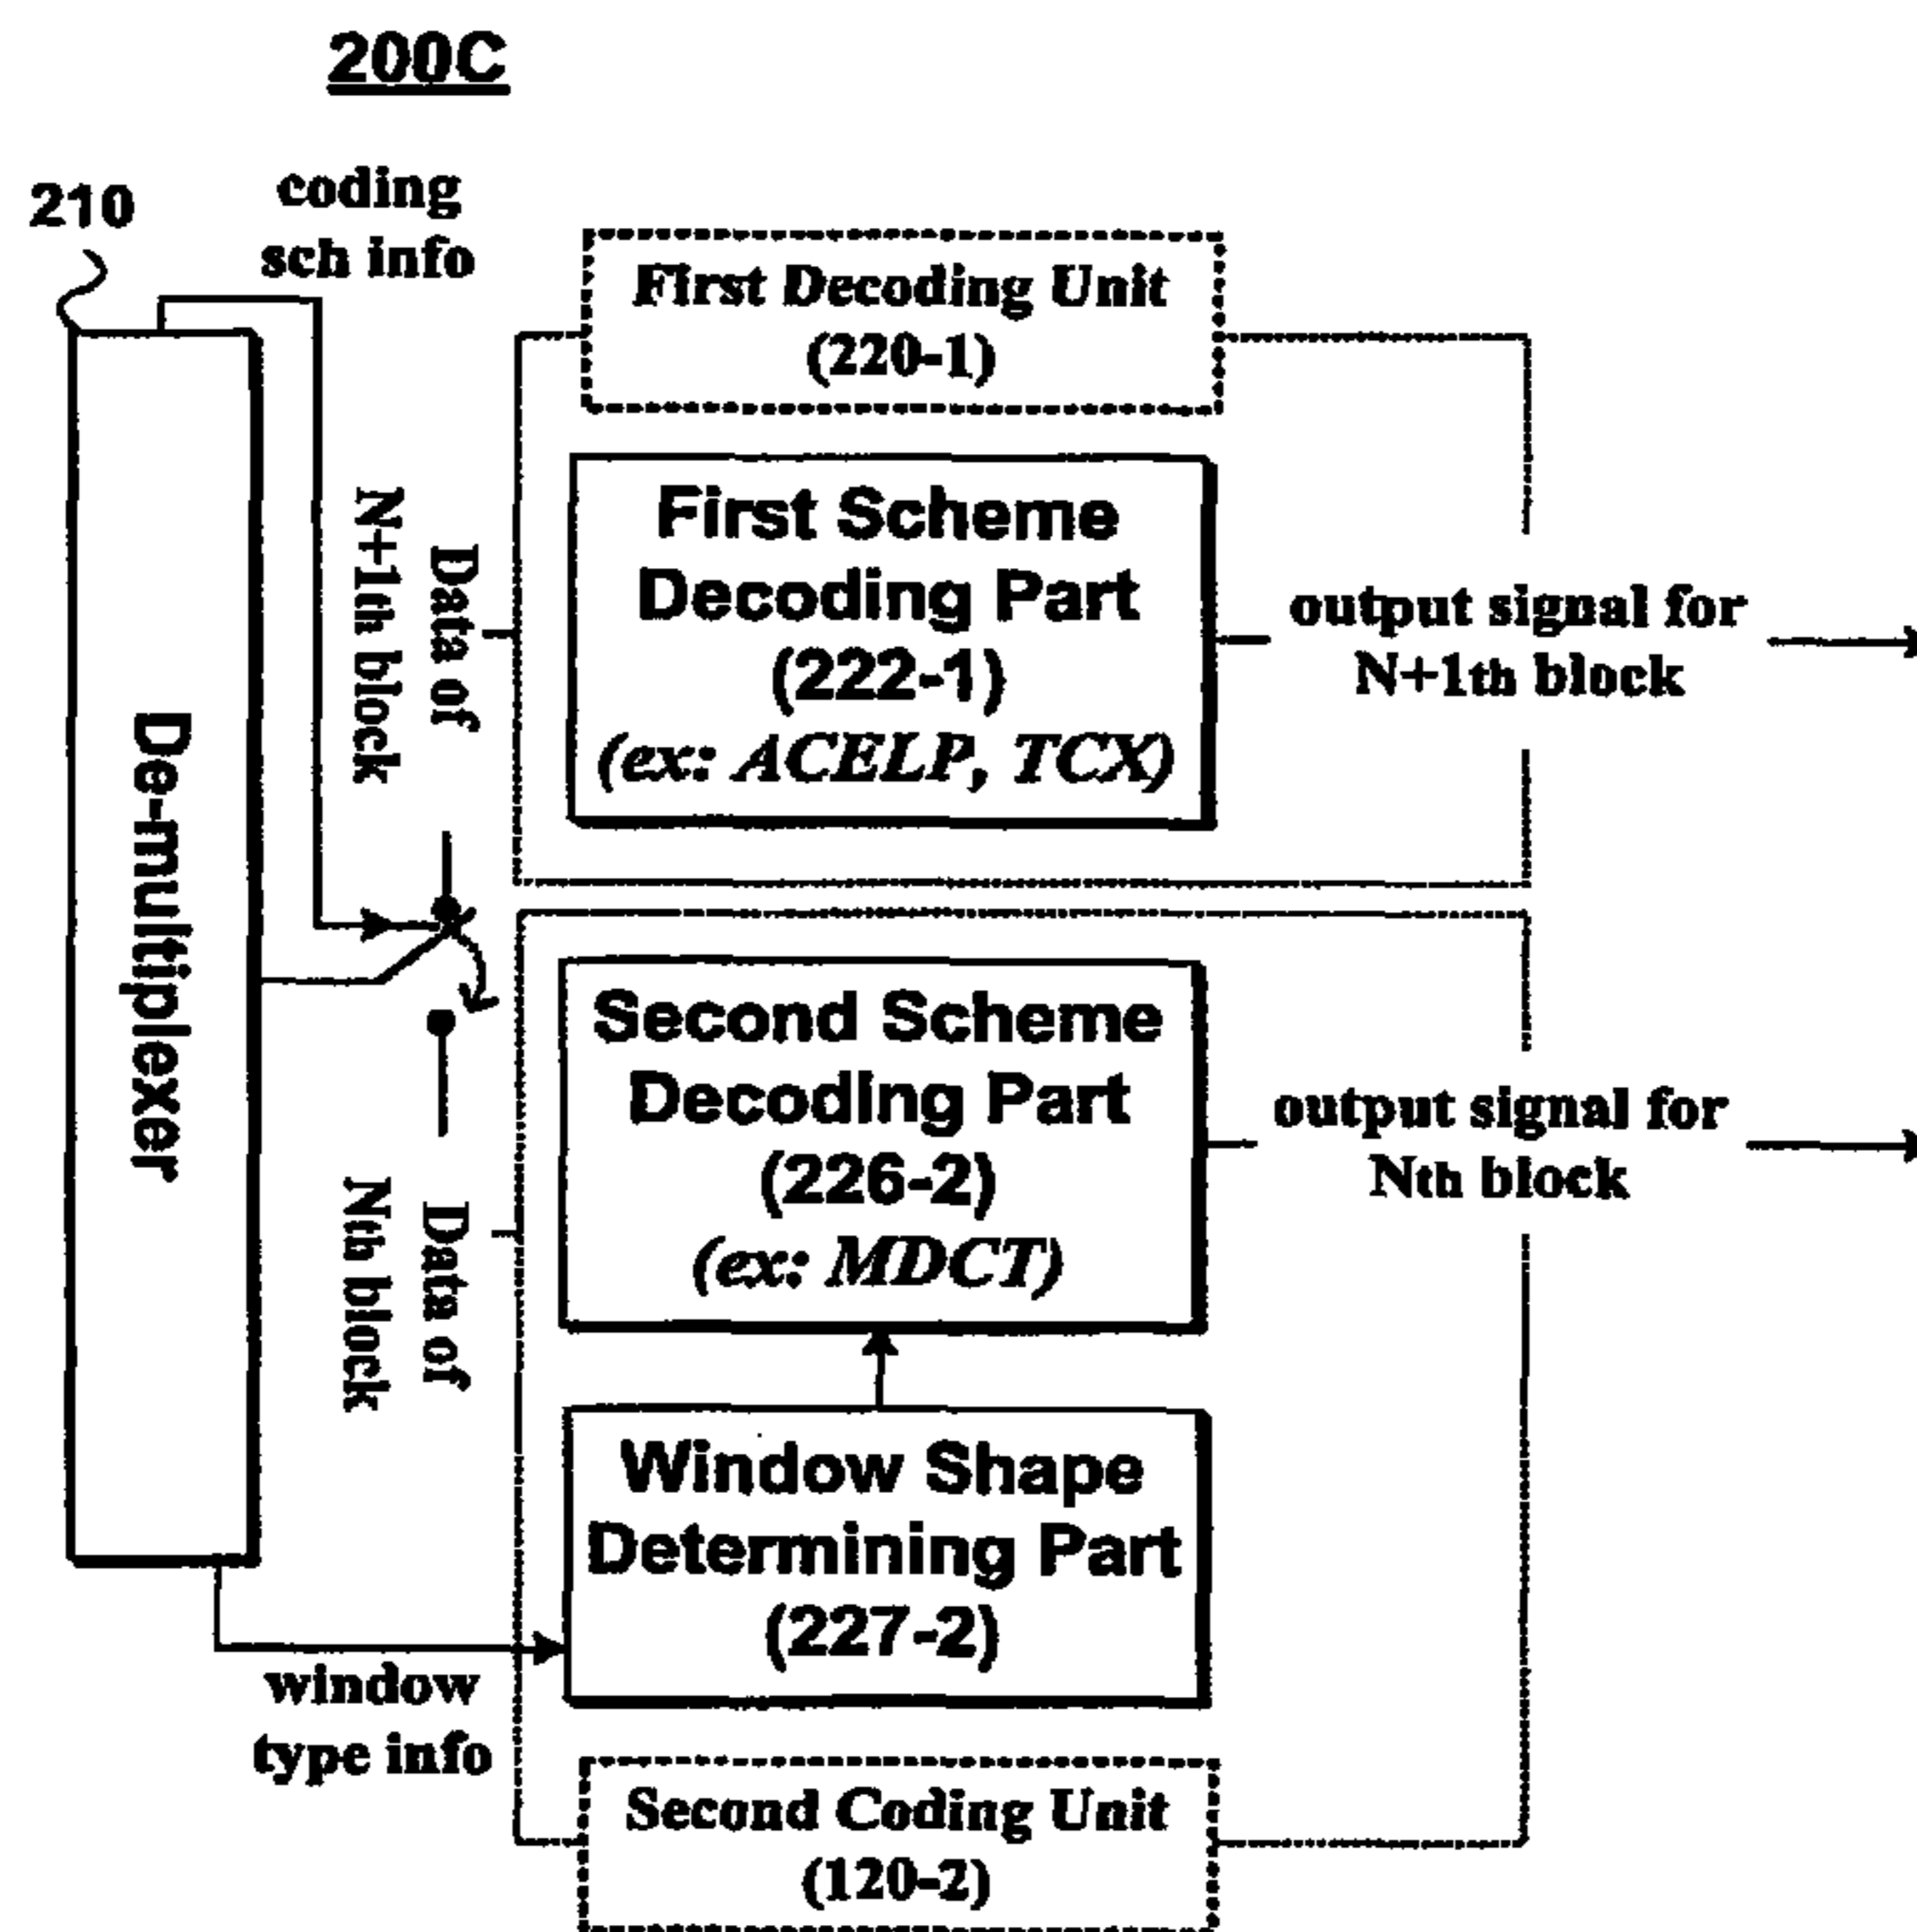 200C
210
coding
sch info
First Decoding Unit
(220-1)
Data of
N+1th block
First Scheme
Decoding Part
(222-1)
(ex: ACELP, TCX)
output signal for
N+1th block
De-multiplexer
Second Scheme
Decoding Part
(226-2)
(ex: MDCT)
output signal for
Nth block
Data of
Nth block
Window Shape
Determining Part
(227-2)
window
type info
Second Coding Unit
(120-2)